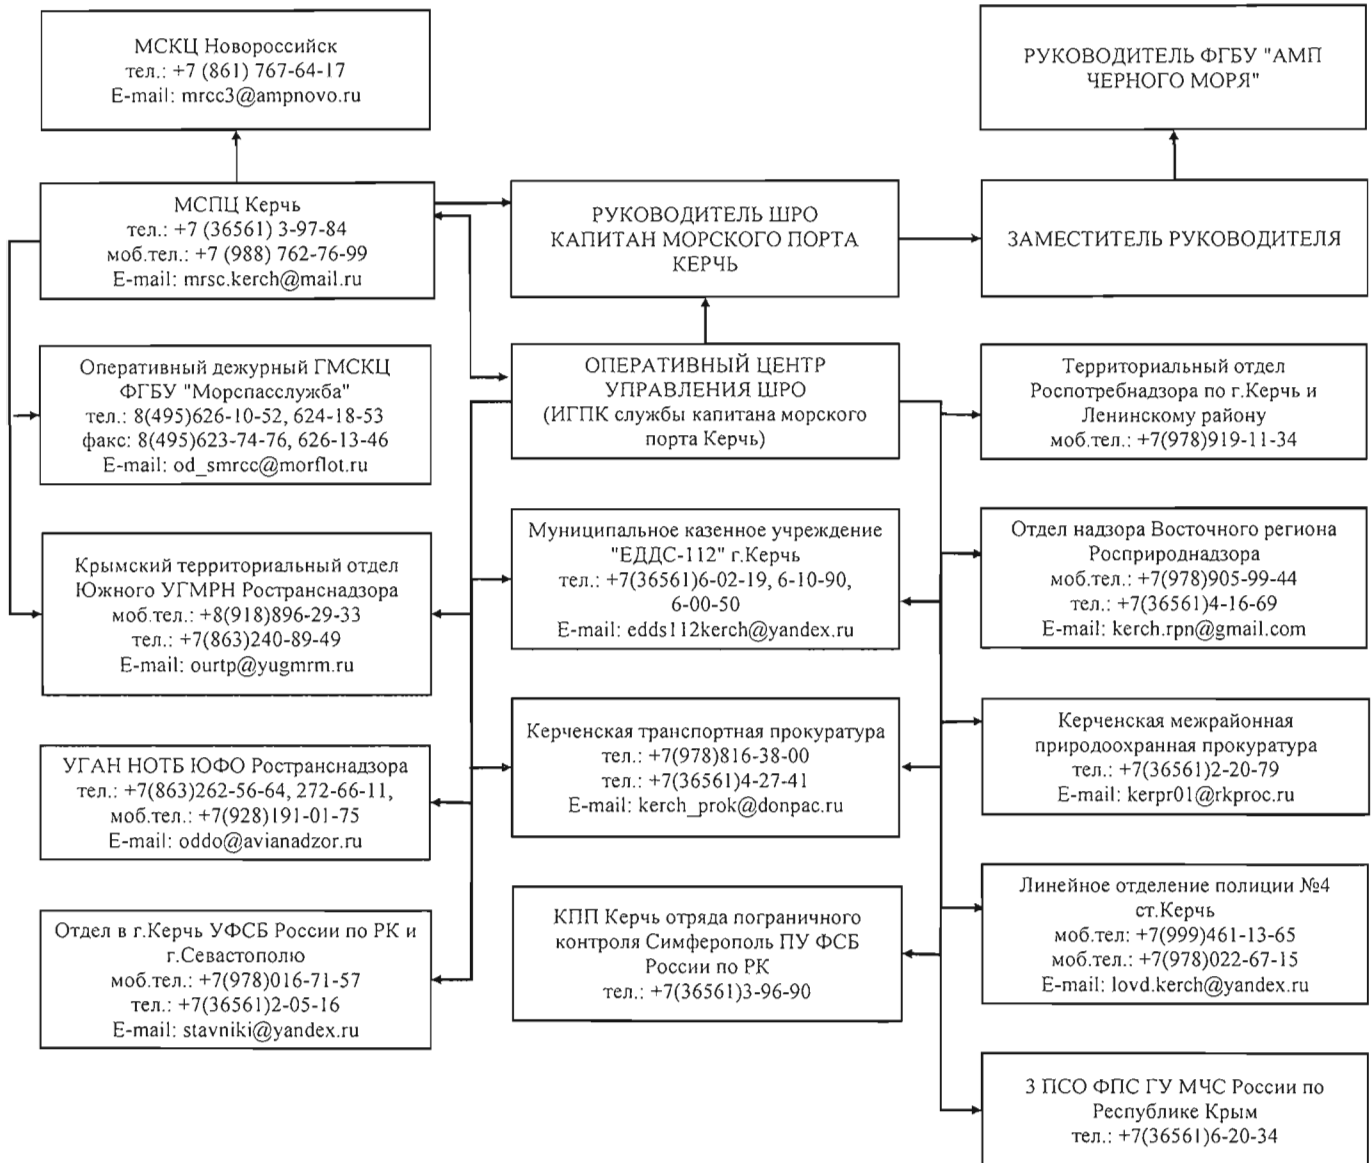 МСКЦ Новороссийск
тел.: +7 (861) 767-64-17
E-mail: mrcc3@ampnovo.ru
РУКОВОДИТЕЛЬ ФГБУ "АМП
ЧЕРНОГО МОРЯ"
МСПЦ Керчь
тел.: +7 (36561) 3-97-84
моб.тел.: +7 (988) 762-76-99
E-mail: mrsc.kerch@mail.ru
РУКОВОДИТЕЛЬ ШРО
КАПИТАН МОРСКОГО ПОРТА
КЕРЧЬ
ЗАМЕСТИТЕЛЬ РУКОВОДИТЕЛЯ
Оперативный дежурный ГМСКЦ
ФГБУ "Морспасслужба"
тел.: 8(495)626-10-52, 624-18-53
факс: 8(495)623-74-76, 626-13-46
E-mail: od_smrcc@morflot.ru
ОПЕРАТИВНЫЙ ЦЕНТР
УПРАВЛЕНИЯ ШРО
(ИГПК службы капитана морского
порта Керчь)
Территориальный отдел
Роспотребнадзора по г.Керчь и
Ленинскому району
моб.тел.: +7(978)919-11-34
Крымский территориальный отдел
Южного УГМРН Ространснадзора
моб.тел.: +8(918)896-29-33
тел.: +7(863)240-89-49
E-mail: ourtp@yugmrm.ru
Муниципальное казенное учреждение
"ЕДДС-112" г.Керчь
тел.: +7(36561)6-02-19, 6-10-90,
6-00-50
E-mail: edds112kerch@yandex.ru
Отдел надзора Восточного региона
Росприроднадзора
моб.тел.: +7(978)905-99-44
тел.: +7(36561)4-16-69
E-mail: kerch.rpn@gmail.com
УГАН НОТБ ЮФО Ространснадзора
тел.: +7(863)262-56-64, 272-66-11,
моб.тел.: +7(928)191-01-75
E-mail: oddo@avianadzor.ru
Керченская транспортная прокуратура
тел.: +7(978)816-38-00
тел.: +7(36561)4-27-41
E-mail: kerch_prok@donpac.ru
Керченская межрайонная
природоохранная прокуратура
тел.: +7(36561)2-20-79
E-mail: kerpr01@rkproc.ru
Отдел в г.Керчь УФСБ России по РК и
г.Севастополю
моб.тел.: +7(978)016-71-57
тел.: +7(36561)2-05-16
E-mail: stavniki@yandex.ru
КПП Керчь отряда пограничного
контроля Симферополь ПУ ФСБ
России по РК
тел.: +7(36561)3-96-90
Линейное отделение полиции №4
ст.Керчь
моб.тел: +7(999)461-13-65
моб.тел.: +7(978)022-67-15
E-mail: lovd.kerch@yandex.ru
3 ПСО ФПС ГУ МЧС России по
Республике Крым
тел.: +7(36561)6-20-34